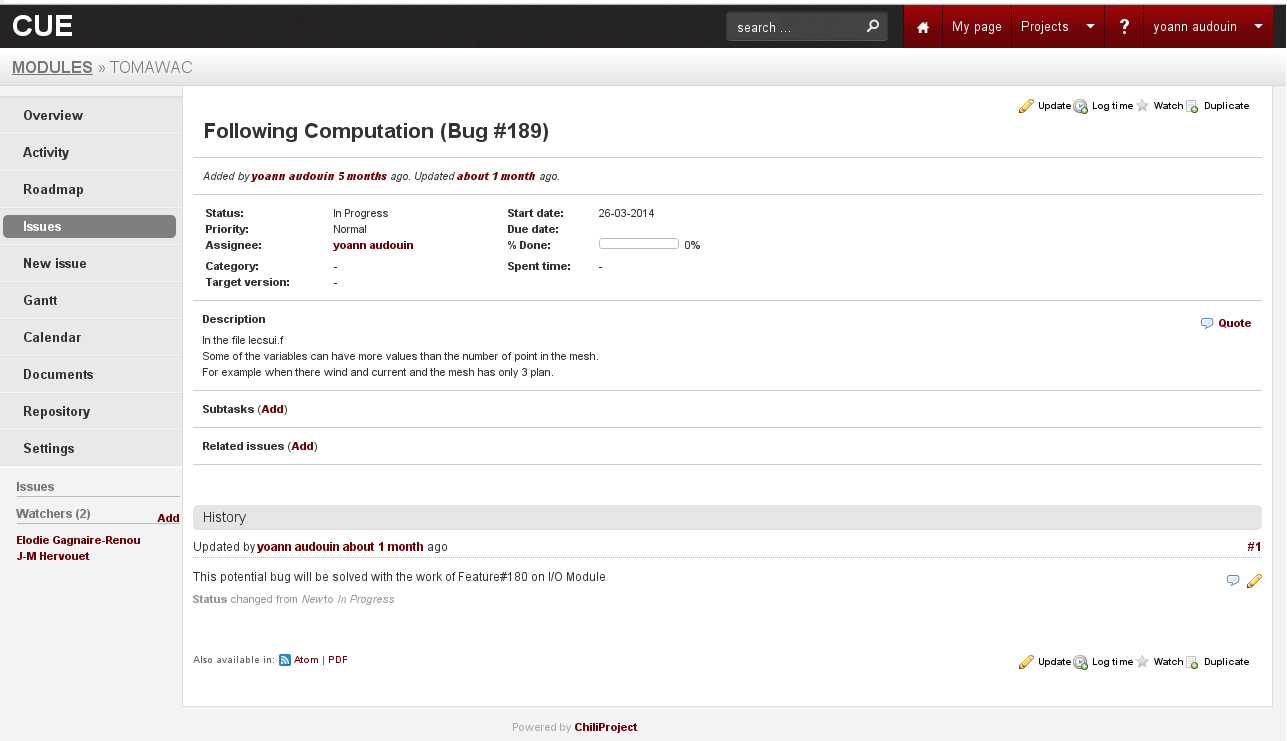 CUE
search ...
My page
Projects
?
yoann audouin
MODULES » TOMAWAC
Overview
Activity
Roadmap
Issues
New issue
Gantt
Calendar
Documents
Repository
Settings
Issues
Watchers (2)
Add
Elodie Gagnaire-Renou
J-M Hervouet
Update Log time Watch Duplicate
Following Computation (Bug #189)
Added by yoann audouin 5 months ago. Updated about 1 month ago.
Status: In Progress Start date: 26-03-2014
Priority: Normal Due date:
Assignee: yoann audouin % Done: 0%
Category: - Spent time: -
Target version: -
Description
Quote
In the file lecsui.f
Some of the variables can have more values than the number of point in the mesh.
For example when there wind and current and the mesh has only 3 plan.
Subtasks (Add)
Related issues (Add)
History
Updated by yoann audouin about 1 month ago #1
This potential bug will be solved with the work of Feature#180 on I/O Module
Status changed from New to In Progress
Also available in: Atom | PDF
Update Log time Watch Duplicate
Powered by ChiliProject